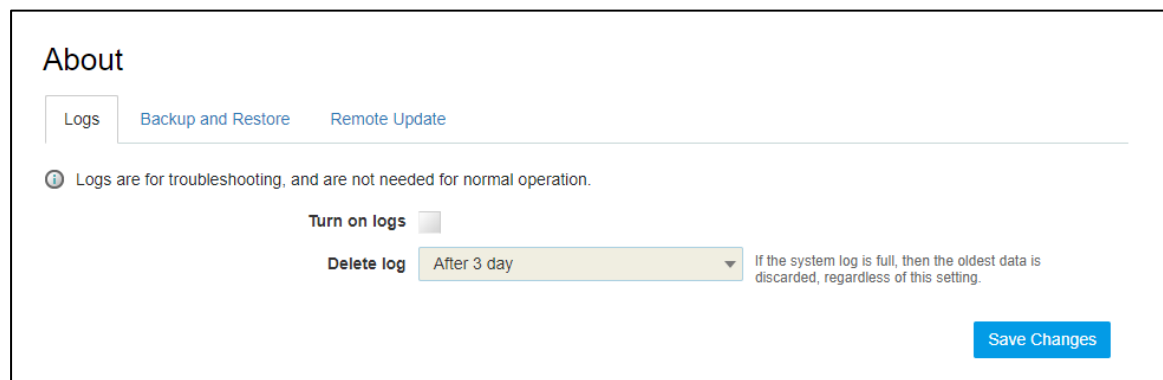 About
Logs Backup and Restore Remote Update
Logs are for troubleshooting, and are not needed for normal operation.
Turn on logs
Delete log After 3 day If the system log is full, then the oldest data is
discarded, regardless of this setting.
Save Changes